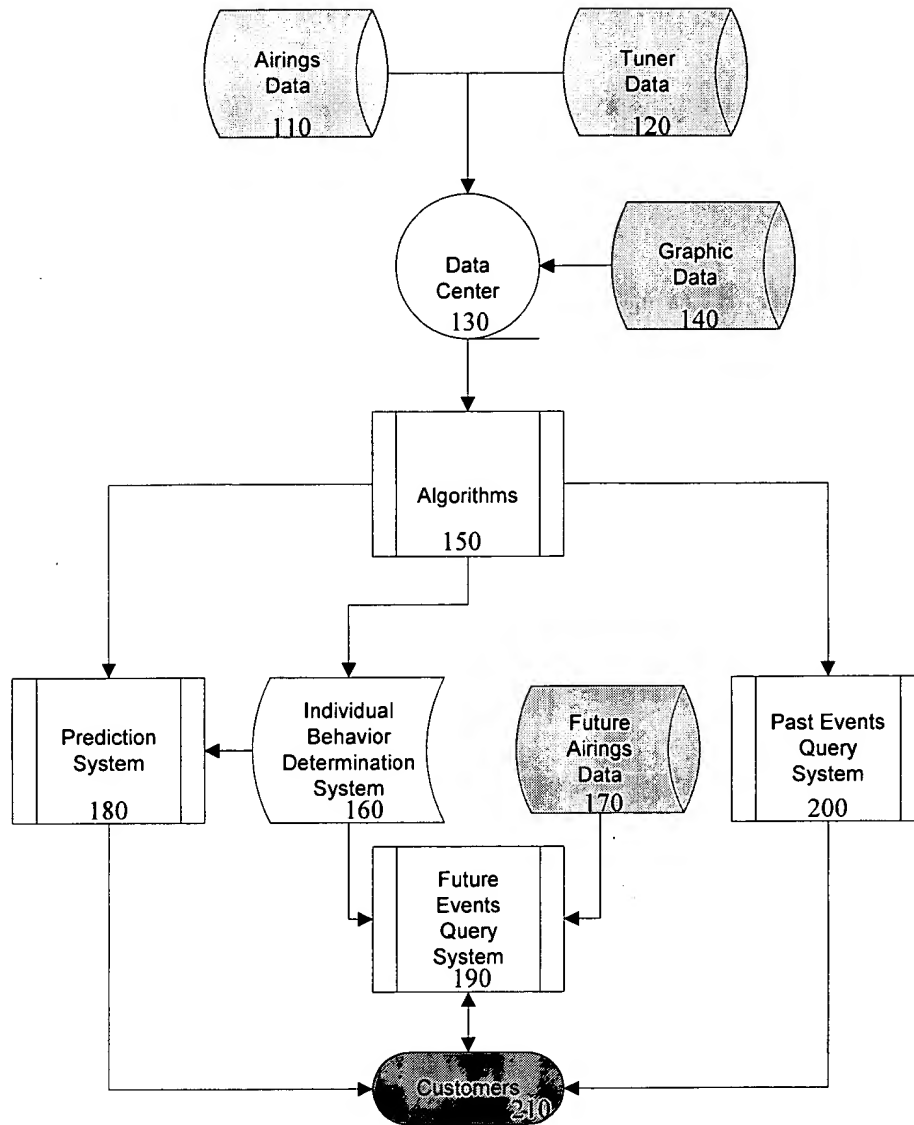 Airings
Data
110
Tuner
Data
120
Data
Center
130
Graphic
Data
140
Algorithms
150
Prediction
System
180
Individual
Behavior
Determination
System
160
Future
Airings
Data
170
Past Events
Query
System
200
Future
Events
Query
System
190
Customers
210